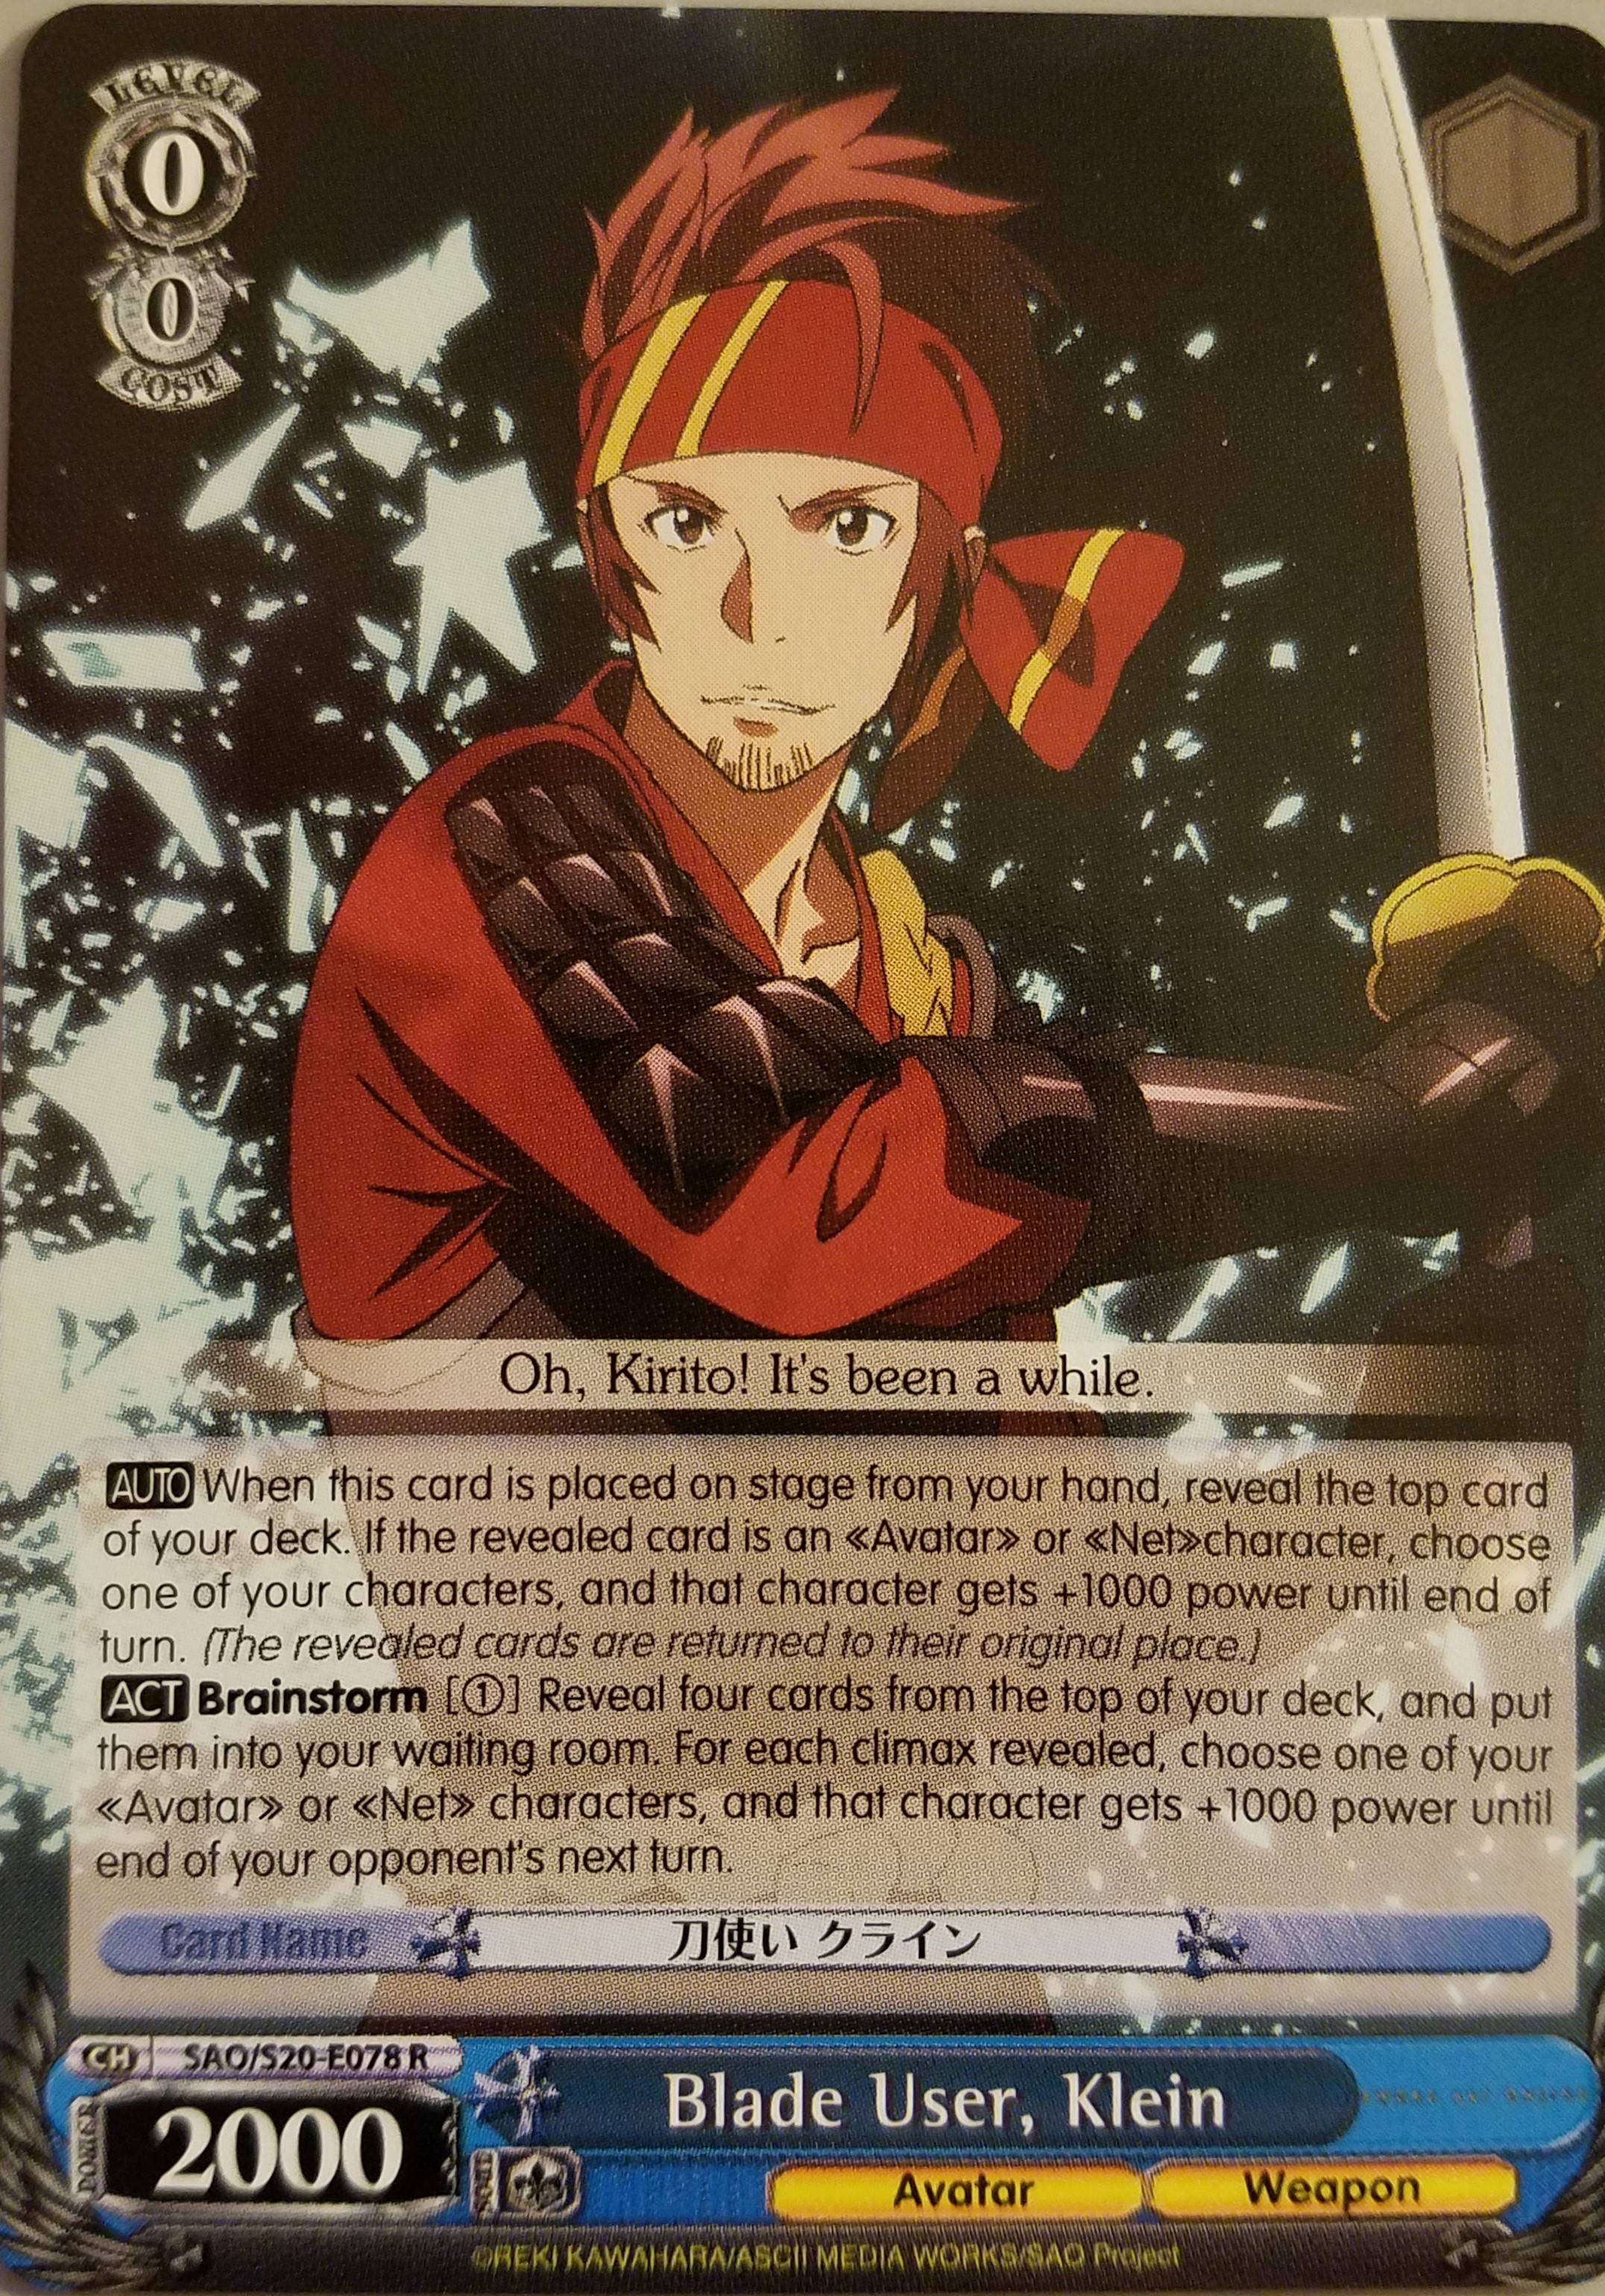 LEVEL
0
0
COST
Oh, Kirito! It's been a while.
AUTO When this card is placed on stage from your hand, reveal the top card
of your deck. If the revealed card is an «Avatar» or «Net»character, choose
one of your characters, and that character gets +1000 power until end of
turn. (The revealed cards are returned to their original place.)
ACT Brainstorm [①] Reveal four cards from the top of your deck, and put
them into your waiting room. For each climax revealed, choose one of your
«Avatar» or «Net» characters, and that character gets +1000 power until
end of your opponent's next turn.
Card Name 刀使い クライン
CH SAO/S20-E078 R
Blade User, Klein
POWER 2000
SOUL
Avatar Weapon
©REKI KAWAHARA/ASCII MEDIA WORKS/SAO Project